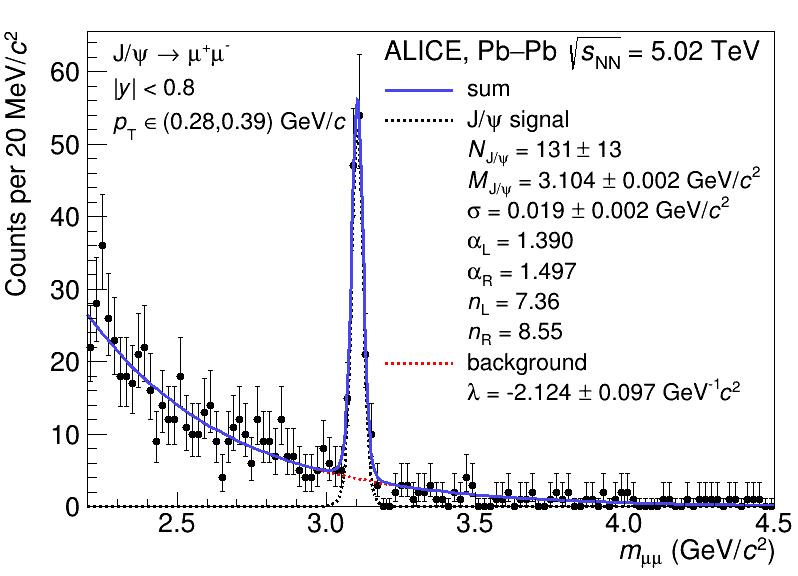 Counts per 20 MeV/c²
60
50
40
30
20
10
0
J/ψ → μ⁺μ⁻
|y| < 0.8
p_T ∈ (0.28,0.39) GeV/c
ALICE, Pb–Pb √s_NN = 5.02 TeV
sum
J/ψ signal
N_J/ψ = 131 ± 13
M_J/ψ = 3.104 ± 0.002 GeV/c²
σ = 0.019 ± 0.002 GeV/c²
α_L = 1.390
α_R = 1.497
n_L = 7.36
n_R = 8.55
background
λ = -2.124 ± 0.097 GeV⁻¹c²
2.5 3.0 3.5 4.0 4.5
m_μμ (GeV/c²)